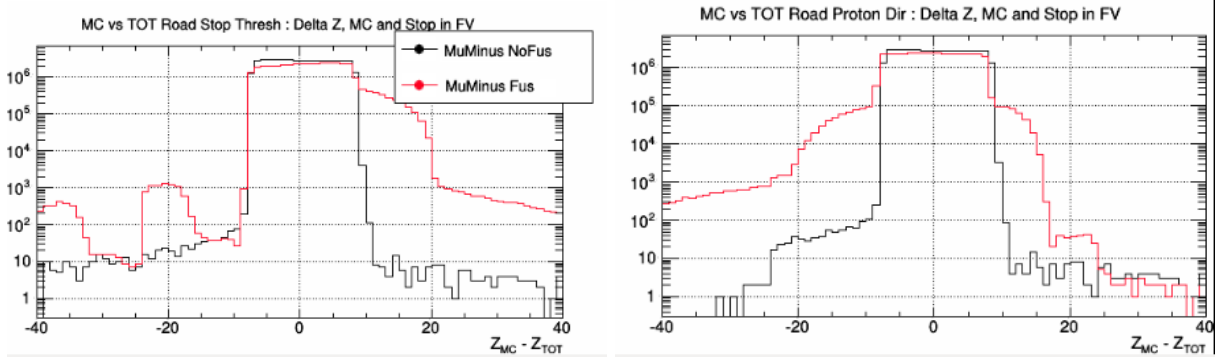 MC vs TOT Road Stop Thresh : Delta Z, MC and Stop in FV
MuMinus NoFus
MuMinus Fus
10^6
10^5
10^4
10^3
10^2
10
1
-40 -20 0 20 40
Z_MC - Z_TOT
MC vs TOT Road Proton Dir : Delta Z, MC and Stop in FV
10^6
10^5
10^4
10^3
10^2
10
1
-40 -20 0 20 40
Z_MC - Z_TOT